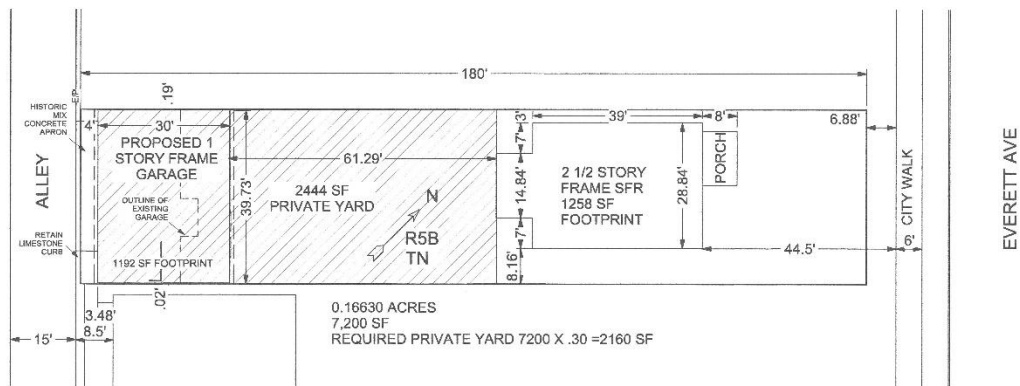 180'
HISTORIC
MIX
CONCRETE
APRON
4'
.19'
30'
PROPOSED 1
STORY FRAME
GARAGE
OUTLINE OF
EXISTING
GARAGE
1192 SF FOOTPRINT
.02'
ALLEY
RETAIN
LIMESTONE
CURB
3.48'
8.5'
15'
39.73'
61.29'
2444 SF
PRIVATE YARD
N
R5B
TN
3'
7'
14.84'
7'
8.16'
39'
8'
2 1/2 STORY
FRAME SFR
1258 SF
FOOTPRINT
28.84'
PORCH
6.88'
44.5'
CITY WALK
6'
EVERETT AVE
0.16630 ACRES
7,200 SF
REQUIRED PRIVATE YARD 7200 X .30 =2160 SF